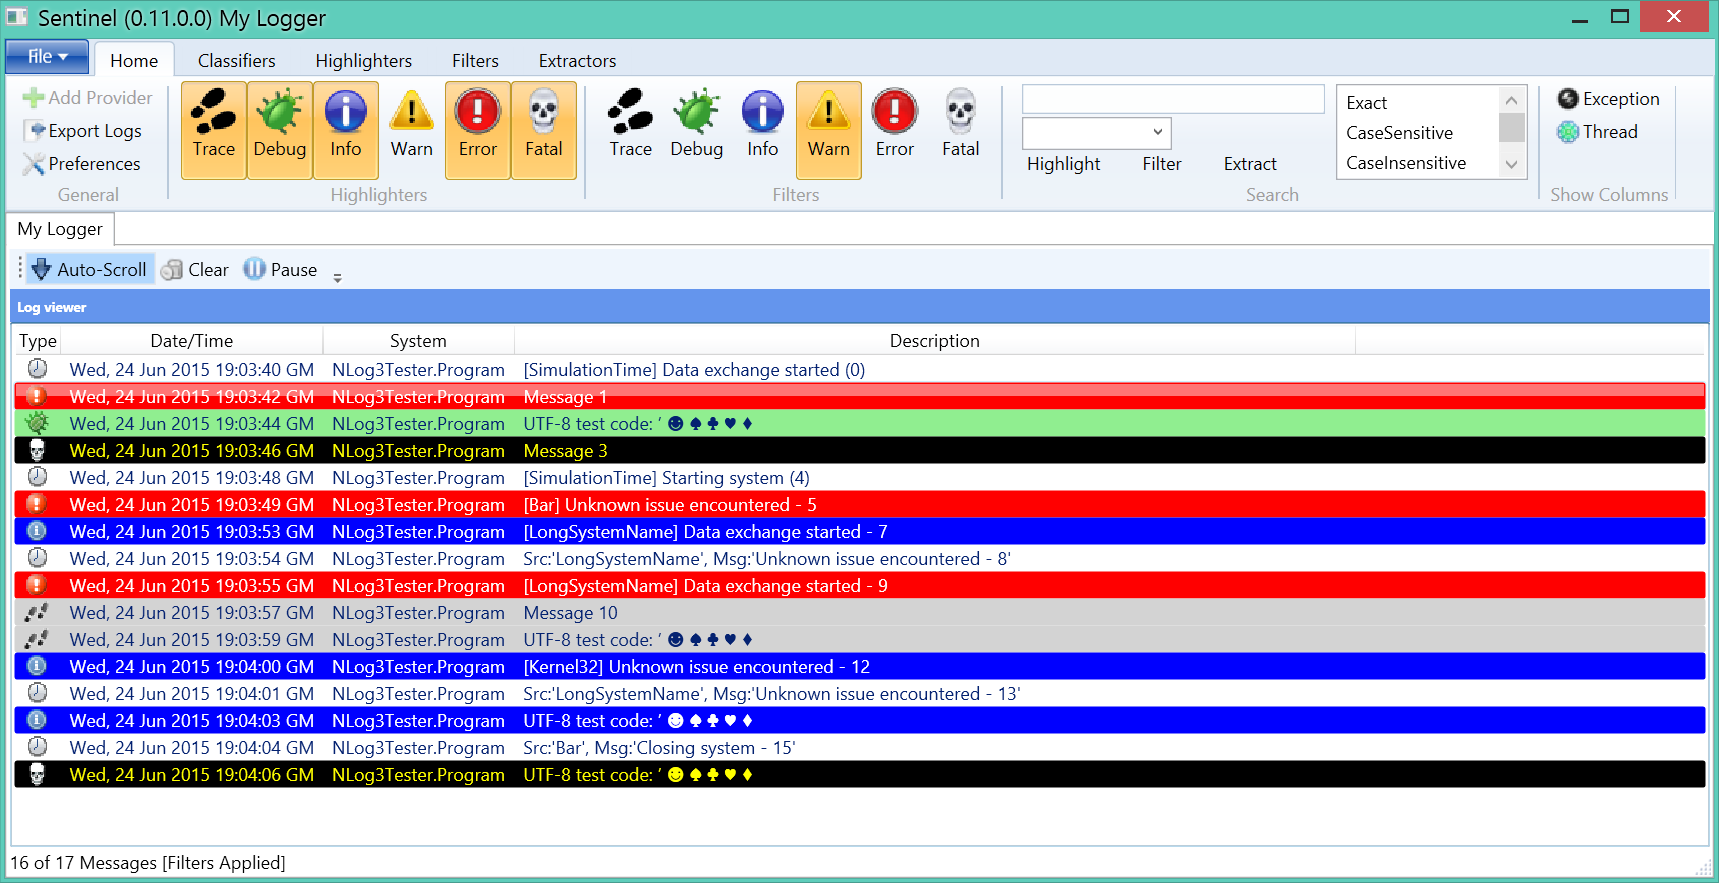 Sentinel (0.11.0.0) My Logger
File Home Classifiers Highlighters Filters Extractors
Add Provider
Export Logs
Preferences
General
Trace Debug Info Warn Error Fatal
Highlighters
Trace Debug Info Warn Error Fatal
Filters
Highlight Filter Extract
Exact
CaseSensitive
CaseInsensitive
Search
Exception
Thread
Show Columns
My Logger
Auto-Scroll Clear Pause
Log viewer
Type Date/Time System Description
Wed, 24 Jun 2015 19:03:40 GM NLog3Tester.Program [SimulationTime] Data exchange started (0)
Wed, 24 Jun 2015 19:03:42 GM NLog3Tester.Program Message 1
Wed, 24 Jun 2015 19:03:44 GM NLog3Tester.Program UTF-8 test code: ’ ☻ ♠ ♣ ♥ ♦
Wed, 24 Jun 2015 19:03:46 GM NLog3Tester.Program Message 3
Wed, 24 Jun 2015 19:03:48 GM NLog3Tester.Program [SimulationTime] Starting system (4)
Wed, 24 Jun 2015 19:03:49 GM NLog3Tester.Program [Bar] Unknown issue encountered - 5
Wed, 24 Jun 2015 19:03:53 GM NLog3Tester.Program [LongSystemName] Data exchange started - 7
Wed, 24 Jun 2015 19:03:54 GM NLog3Tester.Program Src:'LongSystemName', Msg:'Unknown issue encountered - 8'
Wed, 24 Jun 2015 19:03:55 GM NLog3Tester.Program [LongSystemName] Data exchange started - 9
Wed, 24 Jun 2015 19:03:57 GM NLog3Tester.Program Message 10
Wed, 24 Jun 2015 19:03:59 GM NLog3Tester.Program UTF-8 test code: ’ ☻ ♠ ♣ ♥ ♦
Wed, 24 Jun 2015 19:04:00 GM NLog3Tester.Program [Kernel32] Unknown issue encountered - 12
Wed, 24 Jun 2015 19:04:01 GM NLog3Tester.Program Src:'LongSystemName', Msg:'Unknown issue encountered - 13'
Wed, 24 Jun 2015 19:04:03 GM NLog3Tester.Program UTF-8 test code: ’ ☻ ♠ ♣ ♥ ♦
Wed, 24 Jun 2015 19:04:04 GM NLog3Tester.Program Src:'Bar', Msg:'Closing system - 15'
Wed, 24 Jun 2015 19:04:06 GM NLog3Tester.Program UTF-8 test code: ’ ☻ ♠ ♣ ♥ ♦
16 of 17 Messages [Filters Applied]